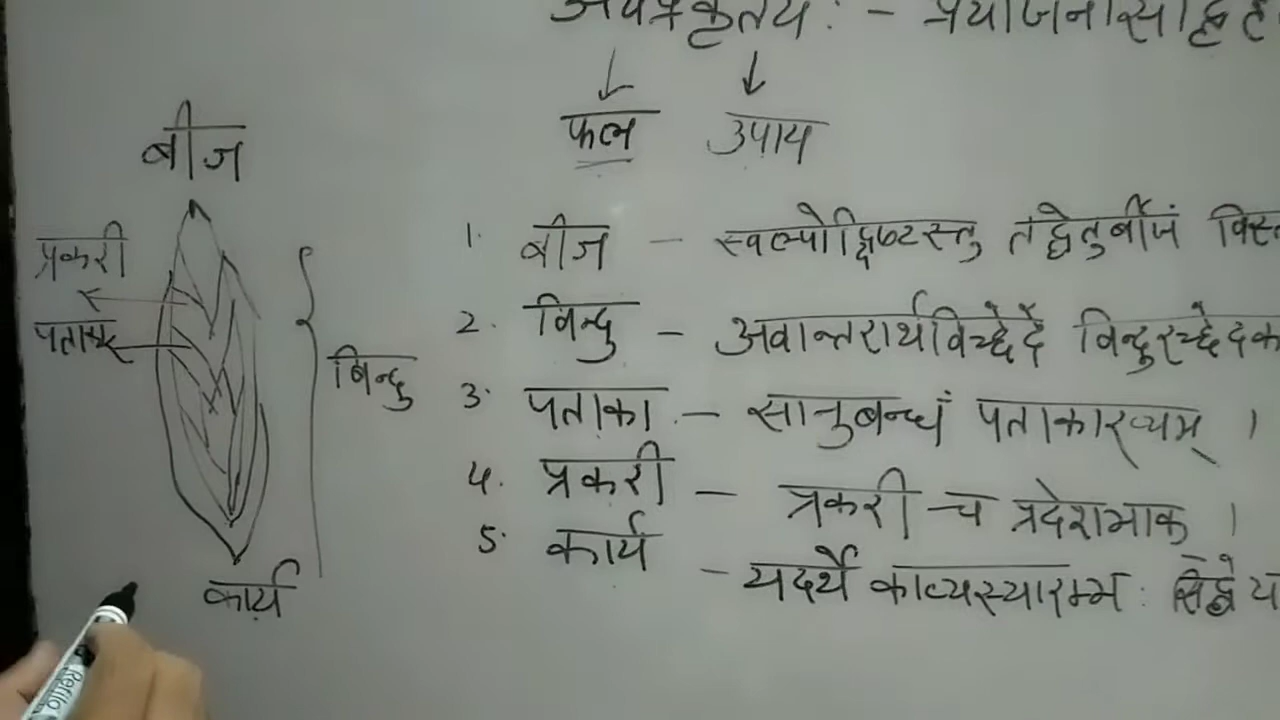 अर्थप्रकृतयः - प्रयोजनसिद्धि
फल उपाय
बीज
प्रकरी
पताका
बिन्दु
कार्य
1. बीज - स्वल्पोद्दिष्टस्तु तद्धेतुर्बीजं
2. बिन्दु - अवान्तरार्थविच्छेदे बिन्दुरच्छेदक
3. पताका - सानुबन्धं पताकाख्यम् ।
4. प्रकरी - प्रकरी च प्रदेशभाक् ।
5. कार्य - यदर्थे काव्यस्यारम्भः